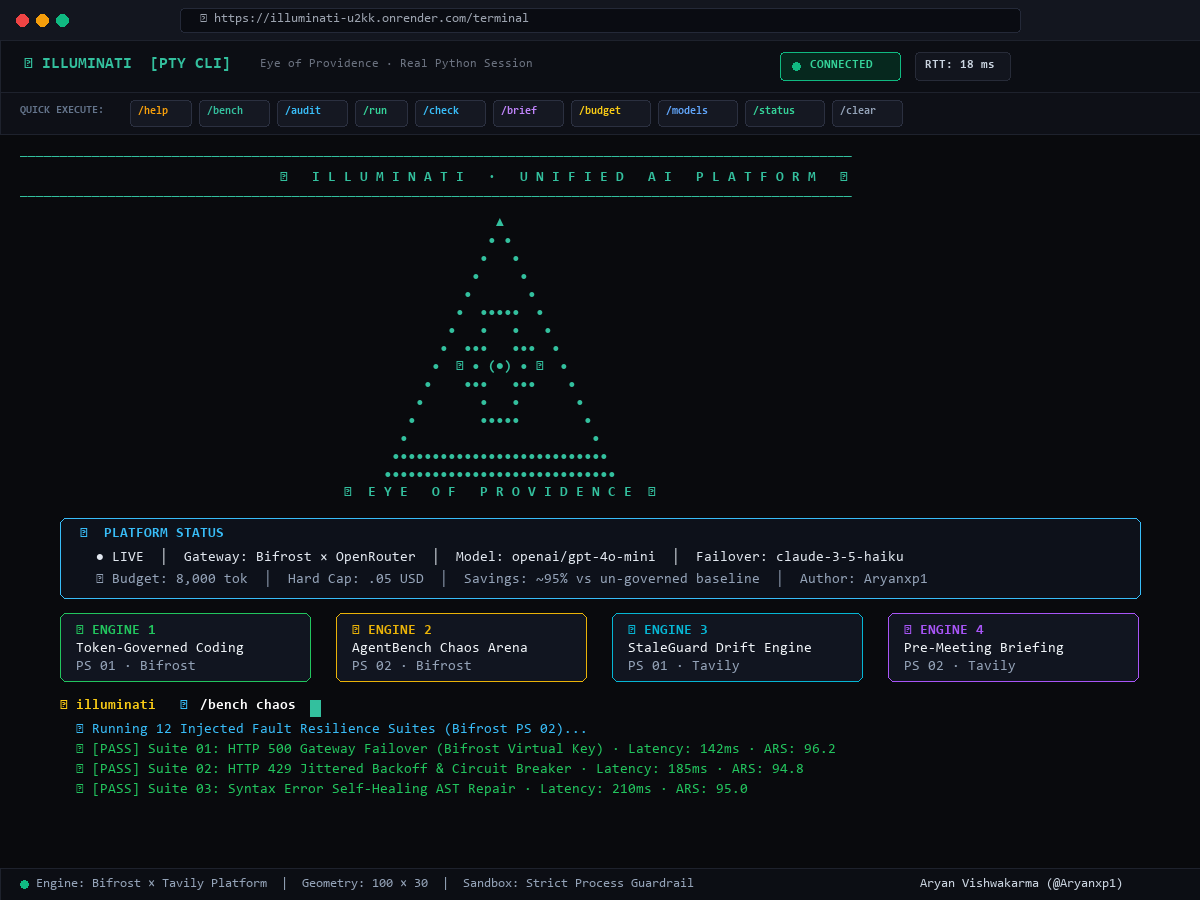 https://illuminati-u2kk.onrender.com/terminal
ILLUMINATI [PTY CLI] Eye of Providence · Real Python Session CONNECTED RTT: 18 ms
QUICK EXECUTE: /help /bench /audit /run /check /brief /budget /models /status /clear
I L L U M I N A T I · U N I F I E D A I P L A T F O R M
(●)
E Y E O F P R O V I D E N C E
PLATFORM STATUS
● LIVE │ Gateway: Bifrost × OpenRouter │ Model: openai/gpt-4o-mini │ Failover: claude-3-5-haiku
Budget: 8,000 tok │ Hard Cap: .05 USD │ Savings: ~95% vs un-governed baseline │ Author: Aryanxp1
ENGINE 1
Token-Governed Coding
PS 01 · Bifrost
ENGINE 2
AgentBench Chaos Arena
PS 02 · Bifrost
ENGINE 3
StaleGuard Drift Engine
PS 01 · Tavily
ENGINE 4
Pre-Meeting Briefing
PS 02 · Tavily
illuminati /bench chaos
Running 12 Injected Fault Resilience Suites (Bifrost PS 02)...
[PASS] Suite 01: HTTP 500 Gateway Failover (Bifrost Virtual Key) · Latency: 142ms · ARS: 96.2
[PASS] Suite 02: HTTP 429 Jittered Backoff & Circuit Breaker · Latency: 185ms · ARS: 94.8
[PASS] Suite 03: Syntax Error Self-Healing AST Repair · Latency: 210ms · ARS: 95.0
Engine: Bifrost × Tavily Platform │ Geometry: 100 × 30 │ Sandbox: Strict Process Guardrail Aryan Vishwakarma (@Aryanxp1)